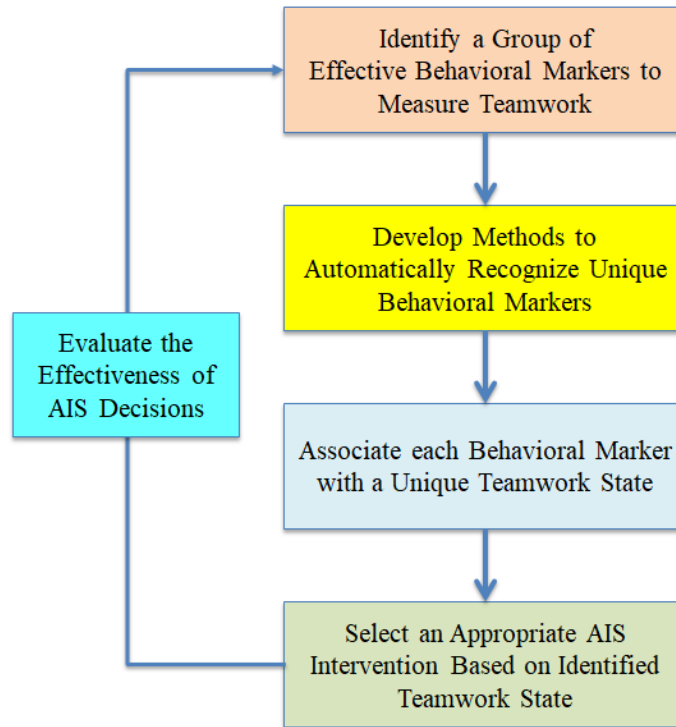 Identify a Group of
Effective Behavioral Markers to
Measure Teamwork
Develop Methods to
Automatically Recognize Unique
Behavioral Markers
Evaluate the
Effectiveness of
AIS Decisions
Associate each Behavioral Marker
with a Unique Teamwork State
Select an Appropriate AIS
Intervention Based on Identified
Teamwork State